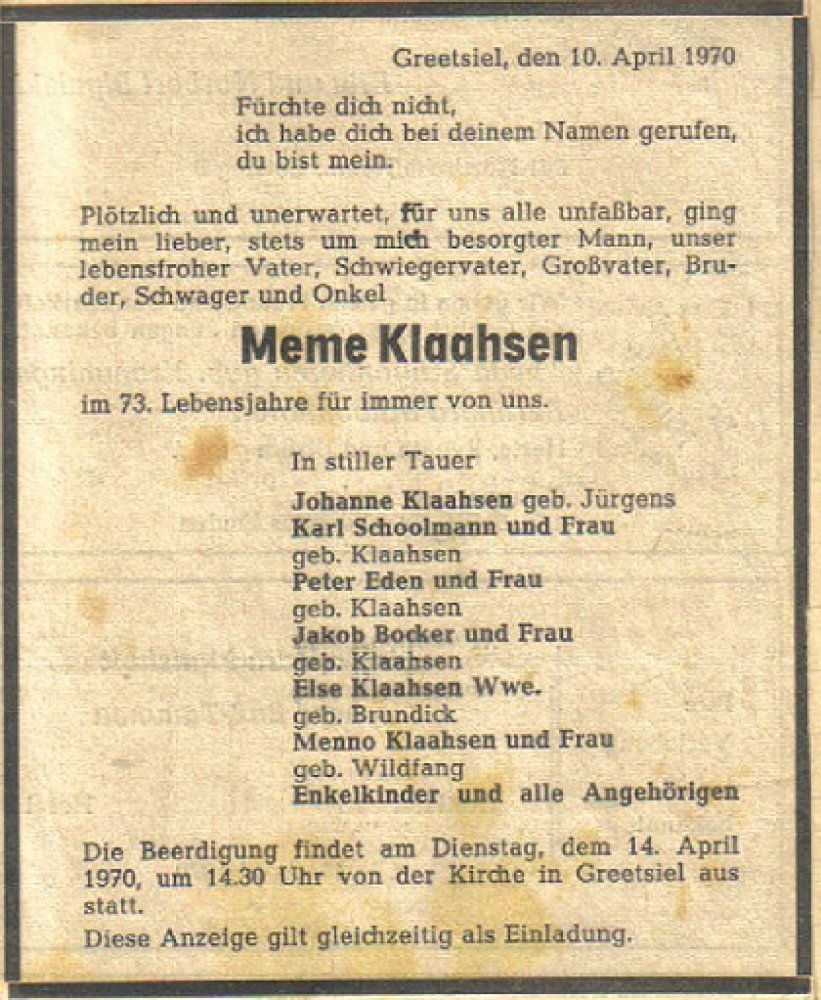 Greetsiel, den 10. April 1970
Fürchte dich nicht,
ich habe dich bei deinem Namen gerufen,
du bist mein.
Plötzlich und unerwartet, für uns alle unfaßbar, ging
mein lieber, stets um mich besorgter Mann, unser
lebensfroher Vater, Schwiegervater, Großvater, Bru-
der, Schwager und Onkel
Meme Klaahsen
im 73. Lebensjahre für immer von uns.
In stiller Tauer
Johanne Klaahsen geb. Jürgens
Karl Schoolmann und Frau
geb. Klaahsen
Peter Eden und Frau
geb. Klaahsen
Jakob Bocker und Frau
geb. Klaahsen
Else Klaahsen Wwe.
geb. Brundick
Menno Klaahsen und Frau
geb. Wildfang
Enkelkinder und alle Angehörigen
Die Beerdigung findet am Dienstag, dem 14. April
1970, um 14.30 Uhr von der Kirche in Greetsiel aus
statt.
Diese Anzeige gilt gleichzeitig als Einladung.